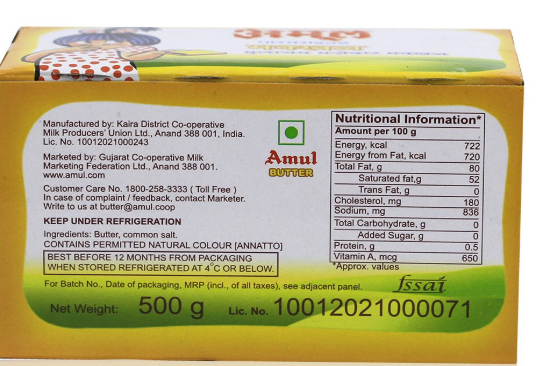 अमूल
Manufactured by: Kaira District Co-operative
Milk Producers' Union Ltd., Anand 388 001, India.
Lic. No. 10012021000243
Marketed by: Gujarat Co-operative Milk
Marketing Federation Ltd., Anand 388 001.
www.amul.com
Customer Care No. 1800-258-3333 ( Toll Free )
In case of complaint / feedback, contact Marketer.
Write to us at butter@amul.coop
KEEP UNDER REFRIGERATION
Ingredients: Butter, common salt.
CONTAINS PERMITTED NATURAL COLOUR [ANNATTO]
BEST BEFORE 12 MONTHS FROM PACKAGING
WHEN STORED REFRIGERATED AT 4°C OR BELOW.
For Batch No., Date of packaging, MRP (incl., of all taxes), see adjacent panel.
Net Weight: 500 g Lic. No. 10012021000071
Amul
BUTTER
Nutritional Information*
Amount per 100 g
Energy, kcal 722
Energy from Fat, kcal 720
Total Fat, g 80
Saturated fat,g 52
Trans Fat, g 0
Cholesterol, mg 180
Sodium, mg 836
Total Carbohydrate, g 0
Added Sugar, g 0
Protein, g 0.5
Vitamin A, mcg 650
*Approx. values
fssai